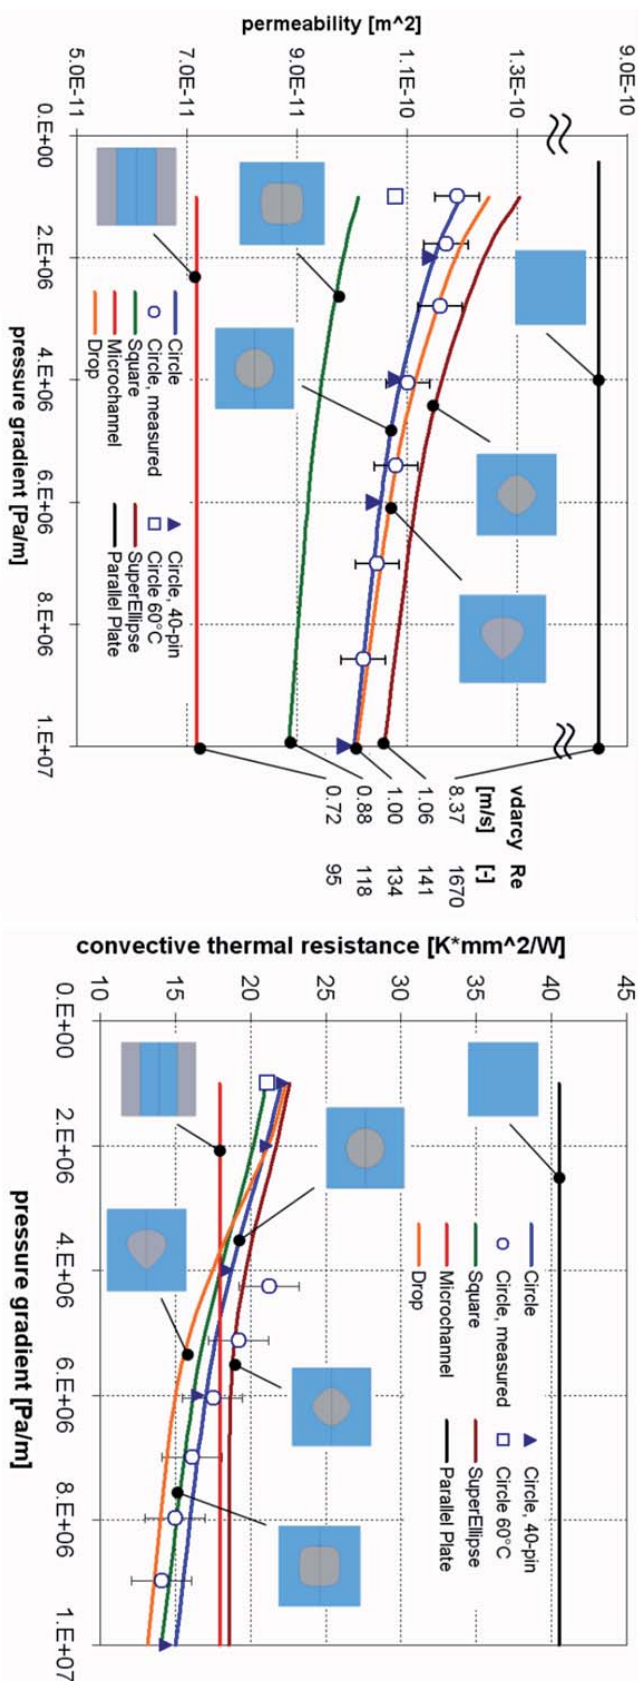 permeability [m^2]
9.0E-10
1.3E-10
1.1E-10
9.0E-11
7.0E-11
5.0E-11
0.E+00
2.E+06
4.E+06
6.E+06
8.E+06
1.E+07
pressure gradient [Pa/m]
Circle
Circle, measured
Square
Microchannel
Drop
Circle, 40-pin
Circle 60°C
SuperEllipse
Parallel Plate
vdarcy Re
[m/s] [-]
8.37 1670
1.06 141
1.00 134
0.88 118
0.72 95
convective thermal resistance [K*mm^2/W]
45
40
35
30
25
20
15
10
0.E+00
2.E+06
4.E+06
6.E+06
8.E+06
1.E+07
pressure gradient [Pa/m]
Circle
Circle, measured
Square
Microchannel
Drop
Circle, 40-pin
Circle 60°C
SuperEllipse
Parallel Plate